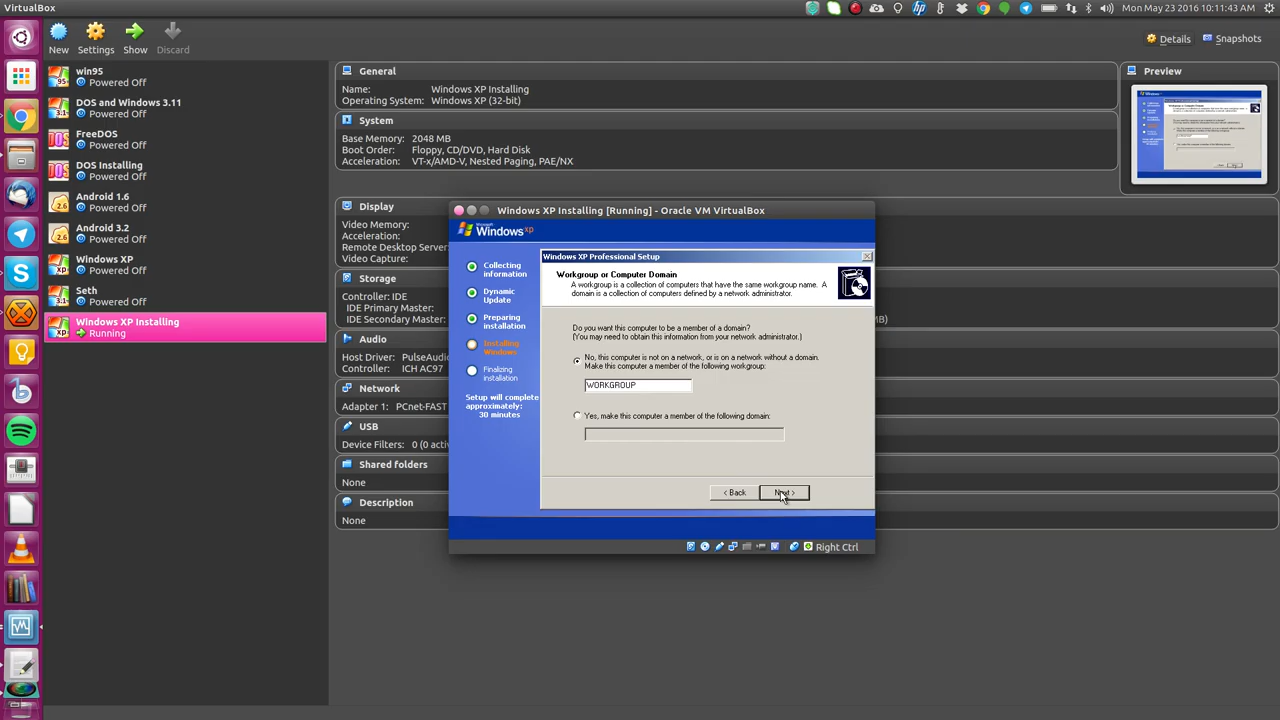 VirtualBox
Mon May 23 2016 10:11:43 AM
New
Settings
Show
Discard
Details
Snapshots
win95
Powered Off
DOS and Windows 3.11
Powered Off
FreeDOS
Powered Off
DOS Installing
Powered Off
Android 1.6
Powered Off
Android 3.2
Powered Off
Windows XP
Powered Off
Seth
Powered Off
Windows XP Installing
Running
General
Name: Windows XP Installing
Operating System: Windows XP (32-bit)
System
Base Memory: 2048 MB
Boot Order: Floppy, CD/DVD, Hard Disk
Acceleration: VT-x/AMD-V, Nested Paging, PAE/NX
Preview
Display
Video Memory:
Acceleration:
Remote Desktop Server:
Video Capture:
Storage
Controller: IDE
IDE Primary Master:
IDE Secondary Master:
MB)
Audio
Host Driver: PulseAudio
Controller: ICH AC97
Network
Adapter 1: PCnet-FAST
USB
Device Filters: 0 (0 activ
Shared folders
None
Description
None
Windows XP Installing [Running] - Oracle VM VirtualBox
Microsoft
Windows xp
Collecting
information
Dynamic
Update
Preparing
installation
Installing
Windows
Finalizing
installation
Setup will complete
approximately:
30 minutes
Windows XP Professional Setup
Workgroup or Computer Domain
A workgroup is a collection of computers that have the same workgroup name. A
domain is a collection of computers defined by a network administrator.
Do you want this computer to be a member of a domain?
(You may need to obtain this information from your network administrator.)
No, this computer is not on a network, or is on a network without a domain.
Make this computer a member of the following workgroup:
WORKGROUP
Yes, make this computer a member of the following domain:
< Back
Next >
Right Ctrl